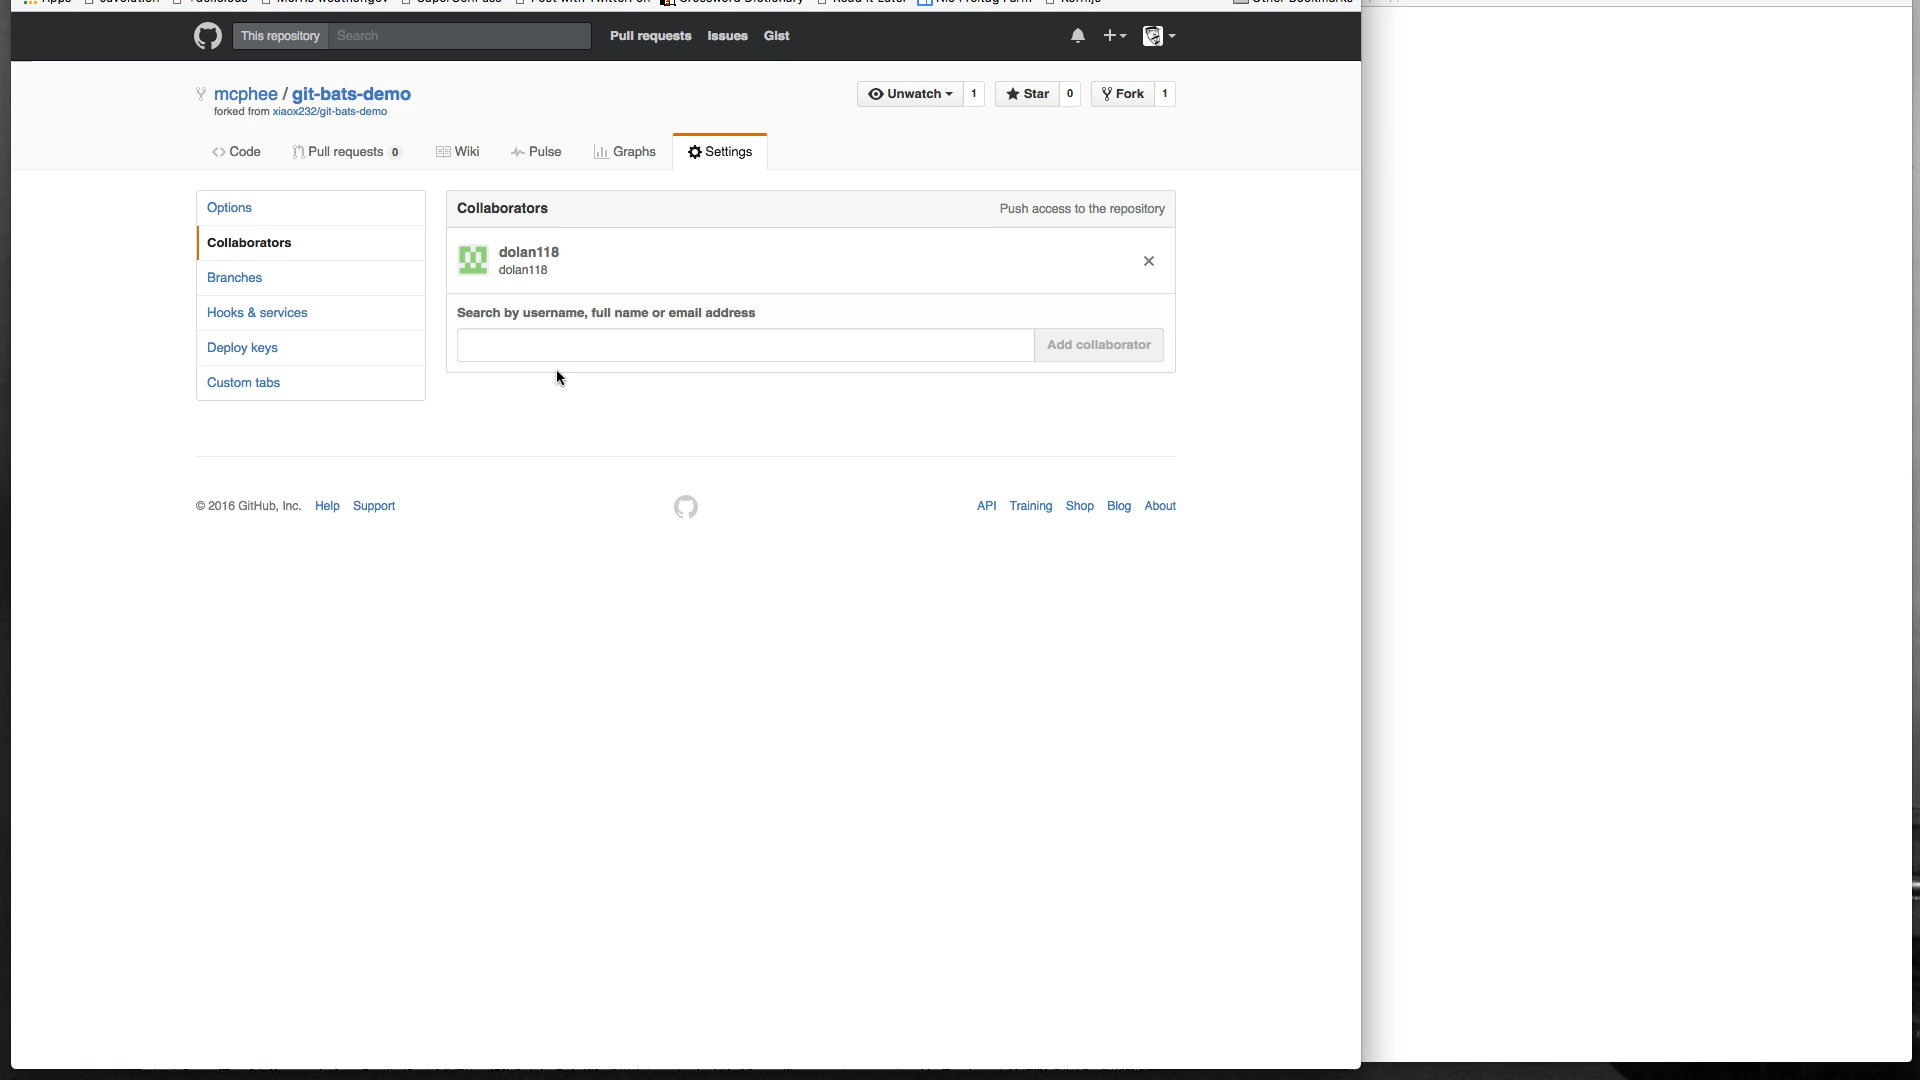 This repository Search Pull requests Issues Gist
mcphee / git-bats-demo
forked from xiaox232/git-bats-demo
Unwatch 1 Star 0 Fork 1
Code Pull requests 0 Wiki Pulse Graphs Settings
Options
Collaborators
Branches
Hooks & services
Deploy keys
Custom tabs
Collaborators Push access to the repository
dolan118
dolan118
Search by username, full name or email address
Add collaborator
© 2016 GitHub, Inc. Help Support API Training Shop Blog About